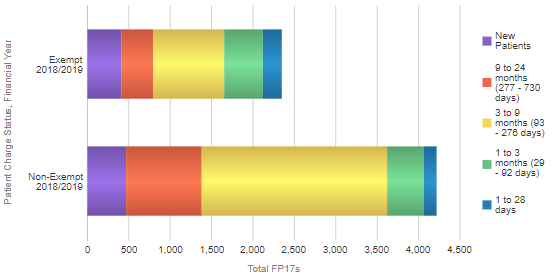 Patient Charge Status, Financial Year
Exempt
2018/2019
Non-Exempt
2018/2019
0
500
1,000
1,500
2,000
2,500
3,000
3,500
4,000
4,500
Total FP17s
New
Patients
9 to 24
months
(277 - 730
days)
3 to 9
months (93
- 276 days)
1 to 3
months (29
- 92 days)
1 to 28
days